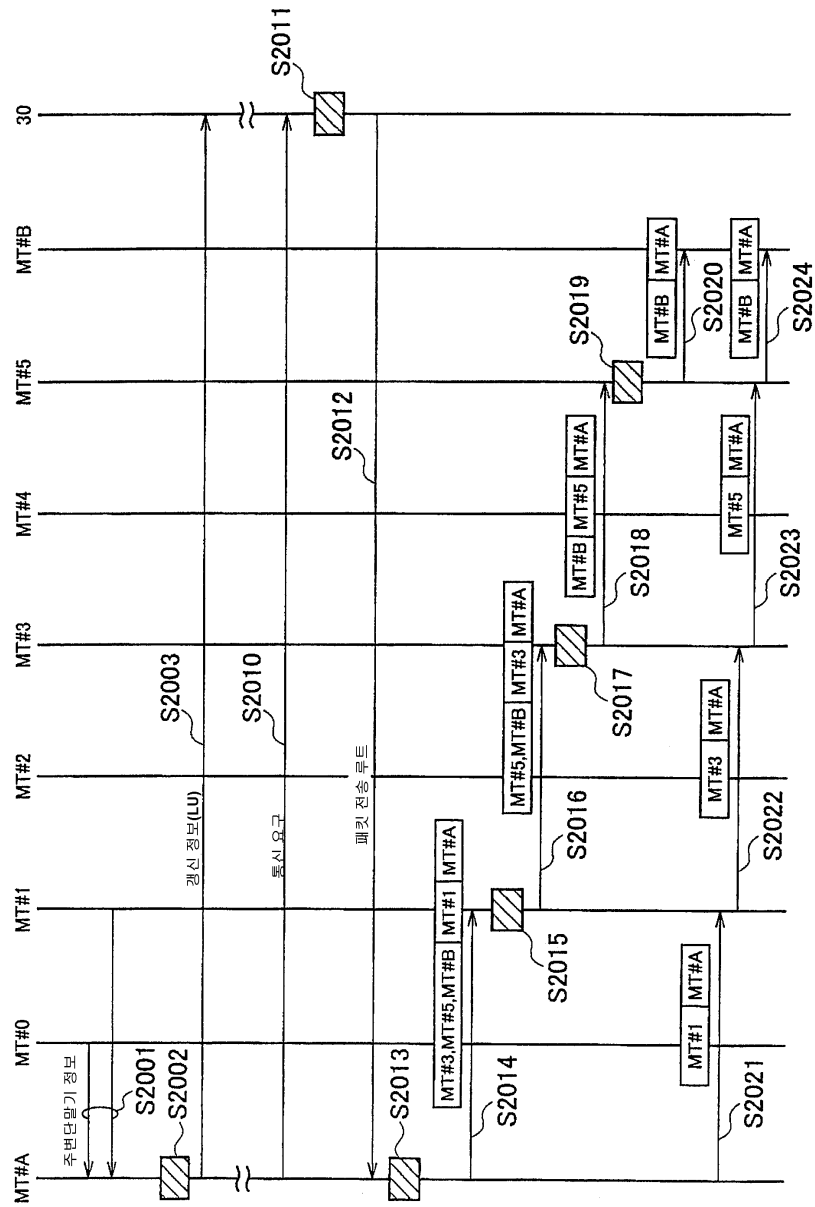 MT#A
MT#0
MT#1
MT#2
MT#3
MT#4
MT#5
MT#B
30
주변단말기 정보
S2001
S2002
갱신 정보(LU)
S2003
통신 요구
S2010
S2011
패킷 전송 루트
S2012
S2013
MT#3,MT#5,MT#B MT#1 MT#A
S2014
S2015
MT#5,MT#B MT#3 MT#A
S2016
S2017
MT#B MT#5 MT#A
S2018
S2019
MT#B MT#A
S2020
MT#1 MT#A
S2021
MT#3 MT#A
S2022
MT#5 MT#A
S2023
MT#B MT#A
S2024